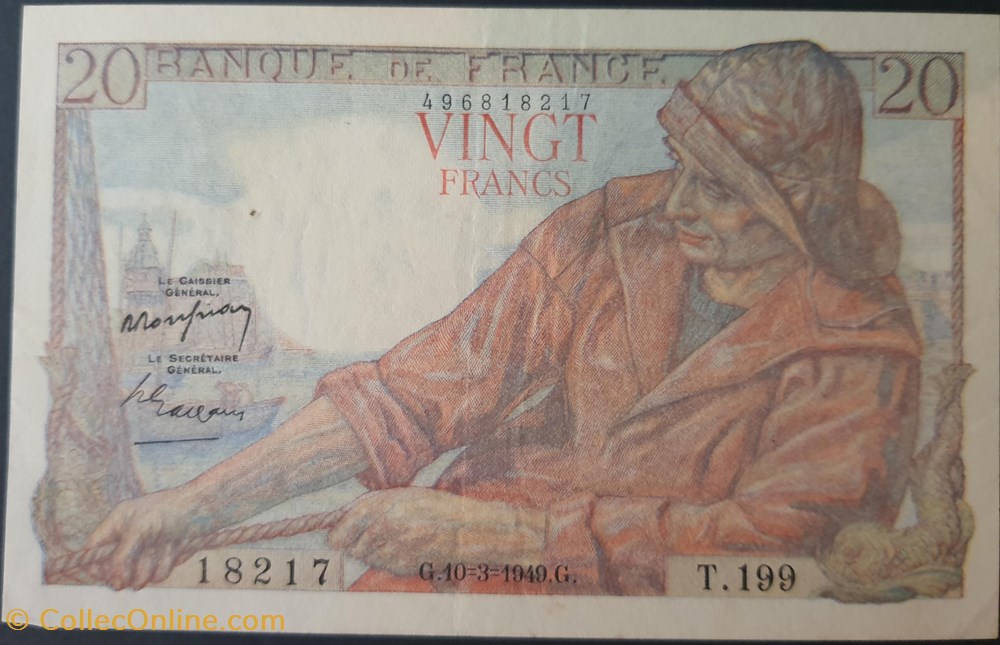 20 BANQUE DE FRANCE 20
496818217
VINGT
FRANCS
LE CAISSIER
GÉNÉRAL,
LE SECRÉTAIRE
GÉNÉRAL,
18217 G.10=3=1949.G. T.199
© CollecOnline.com